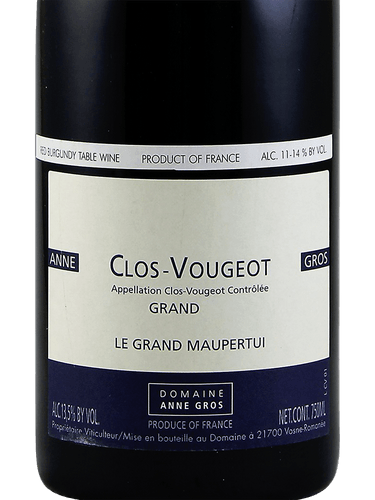 RED BURGUNDY TABLE WINE PRODUCT OF FRANCE ALC. 11-14 % BY VOL.
ANNE CLOS-VOUGEOT GROS
Appellation Clos-Vougeot Contrôlée
GRAND
LE GRAND MAUPERTUI
DOMAINE
ANNE GROS
ALC.13,5% BY VOL. PRODUCE OF FRANCE NET.CONT. 750ML
Propriétaire Viticulteur/Mise en bouteille au Domaine à 21700 Vosne-Romanée
L CV 01